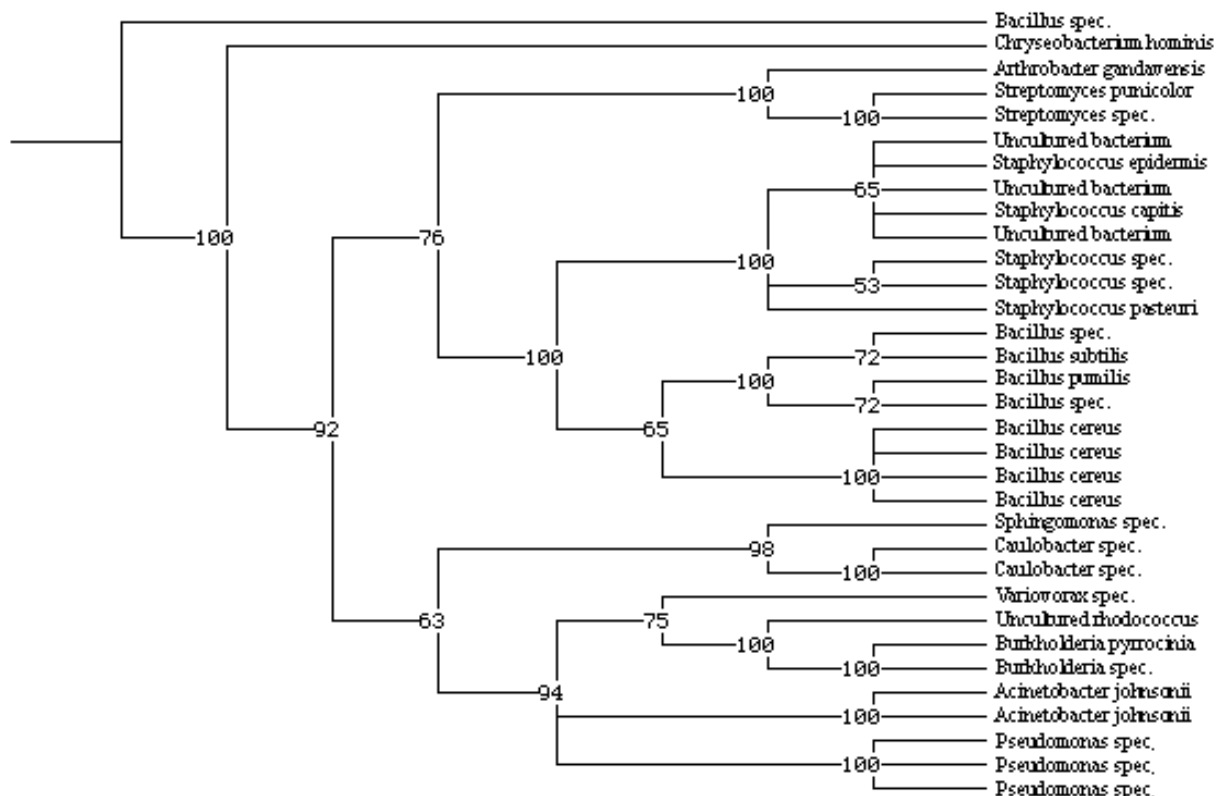 Bacillus spec.
Chryseobacterium hominis
Arthrobacter gandavensis
100
Streptomyces punicolor
100
Streptomyces spec.
Uncultured bacterium
Staphylococcus epidermis
65
Uncultured bacterium
Staphylococcus capitis
100
76
Uncultured bacterium
100
Staphylococcus spec.
53
Staphylococcus spec.
Staphylococcus pasteuri
Bacillus spec.
100
72
Bacillus subtilis
100
Bacillus pumilis
72
Bacillus spec.
92
65
Bacillus cereus
Bacillus cereus
100
Bacillus cereus
Bacillus cereus
Sphingomonas spec.
98
Caulobacter spec.
100
Caulobacter spec.
Variovorax spec.
63
75
Uncultured rhodococcus
100
Burkholderia pyrrocinia
100
Burkholderia spec.
94
Acinetobacter johnsonii
100
Acinetobacter johnsonii
Pseudomonas spec.
100
Pseudomonas spec.
Pseudomonas spec.